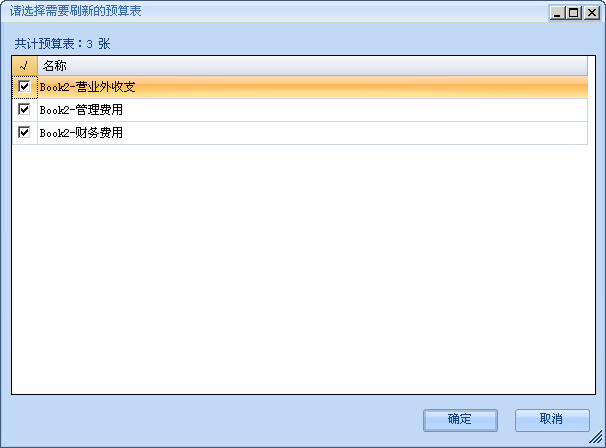 请选择需要刷新的预算表
共计预算表：3 张
√ 名称
Book2-营业外收支
Book2-管理费用
Book2-财务费用
确定 取消